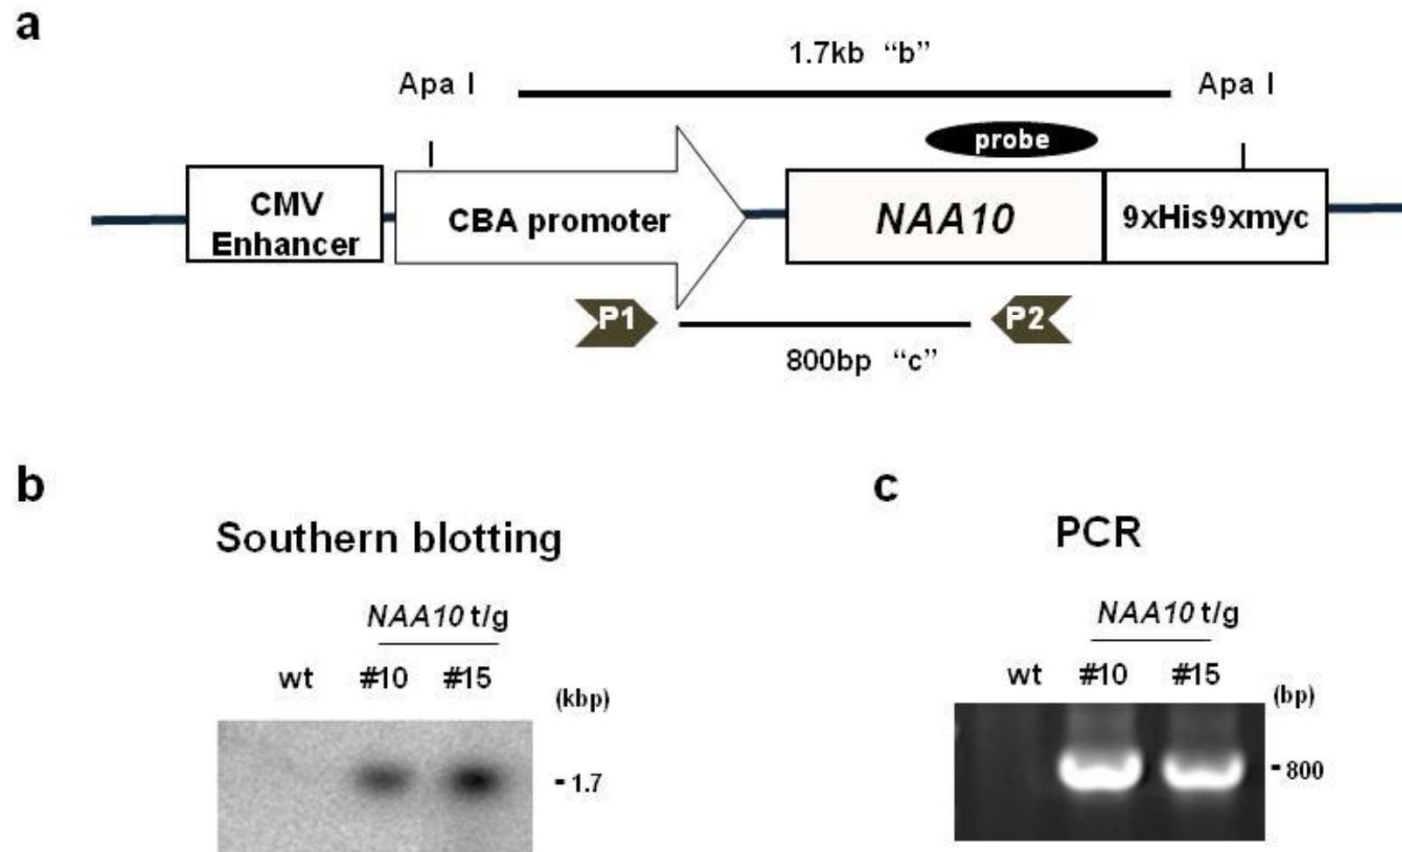 a
1.7kb “b”
Apa I
Apa I
probe
CMV
Enhancer
CBA promoter
NAA10
9xHis9xmyc
P1
P2
800bp “c”
b
c
Southern blotting
PCR
NAA10 t/g
wt #10 #15
(kbp)
-1.7
NAA10 t/g
wt #10 #15
(bp)
-800